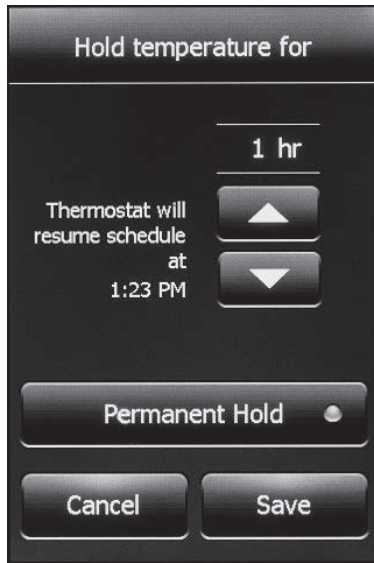 Hold temperature for
1 hr
Thermostat will
resume schedule
at
1:23 PM
Permanent Hold
Cancel
Save